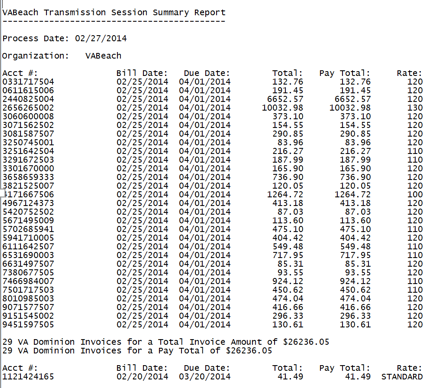 VABeach Transmission Session Summary Report
-------------------------------------------
Process Date: 02/27/2014
Organization: VABeach
Acct #: Bill Date: Due Date: Total: Pay Total: Rate:
0331717504 02/25/2014 04/01/2014 132.76 132.76 120
0611615006 02/25/2014 04/01/2014 191.45 191.45 120
2440825004 02/25/2014 04/01/2014 6652.57 6652.57 120
2656265002 02/25/2014 04/01/2014 10032.98 10032.98 130
3060600008 02/25/2014 04/01/2014 373.10 373.10 120
3071562502 02/25/2014 04/01/2014 154.55 154.55 120
3081587507 02/25/2014 04/01/2014 290.85 290.85 120
3250745001 02/25/2014 04/01/2014 83.96 83.96 120
3251642504 02/25/2014 04/01/2014 216.27 216.27 110
3291672503 02/25/2014 04/01/2014 187.99 187.99 110
3301670000 02/25/2014 04/01/2014 165.90 165.90 120
3658659333 02/25/2014 04/01/2014 736.90 736.90 120
3821525007 02/25/2014 04/01/2014 120.05 120.05 120
4171667506 02/25/2014 04/01/2014 1264.72 1264.72 100
4967124373 02/25/2014 04/01/2014 413.18 413.18 120
5420752502 02/25/2014 04/01/2014 87.03 87.03 120
5671495009 02/25/2014 04/01/2014 113.60 113.60 120
5702685941 02/25/2014 04/01/2014 475.10 475.10 110
5941710005 02/25/2014 04/01/2014 404.42 404.42 120
6111642507 02/25/2014 04/01/2014 549.48 549.48 110
6531690003 02/25/2014 04/01/2014 717.95 717.95 110
6631497507 02/25/2014 04/01/2014 85.31 85.31 120
7380677505 02/25/2014 04/01/2014 93.55 93.55 120
7466984007 02/25/2014 04/01/2014 924.12 924.12 110
7501717503 02/25/2014 04/01/2014 450.62 450.62 110
8010985003 02/25/2014 04/01/2014 474.04 474.04 120
9071577507 02/25/2014 04/01/2014 416.66 416.66 120
9151545002 02/25/2014 04/01/2014 296.33 296.33 120
9451597505 02/25/2014 04/01/2014 130.61 130.61 120
29 VA Dominion Invoices for a Total Invoice Amount of $26236.05
29 VA Dominion Invoices for a Pay Total of $26236.05
Acct #: Bill Date: Due Date: Total: Pay Total: Rate:
1121424165 02/20/2014 03/20/2014 41.49 41.49 STANDARD